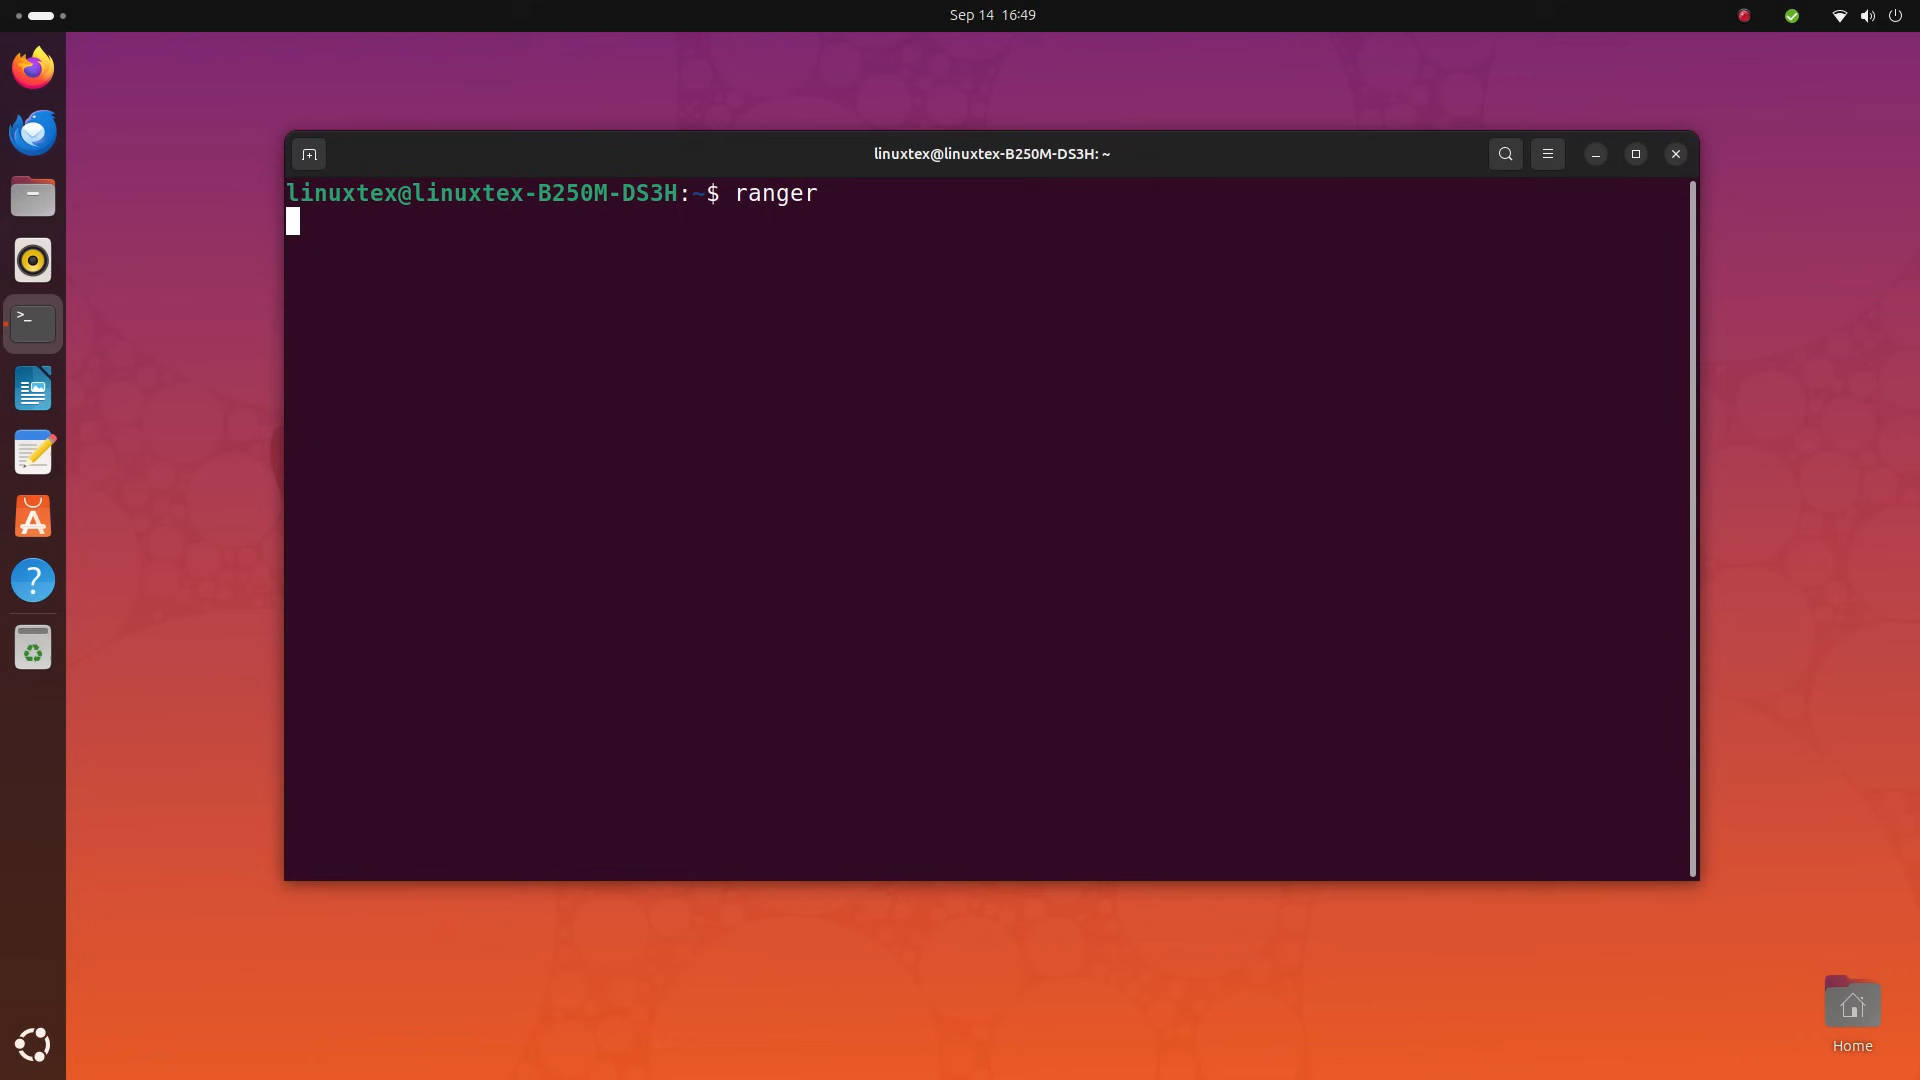 Sep 14 16:49
linuxtex@linuxtex-B250M-DS3H: ~
linuxtex@linuxtex-B250M-DS3H:~$ ranger
>_
A
?
Home